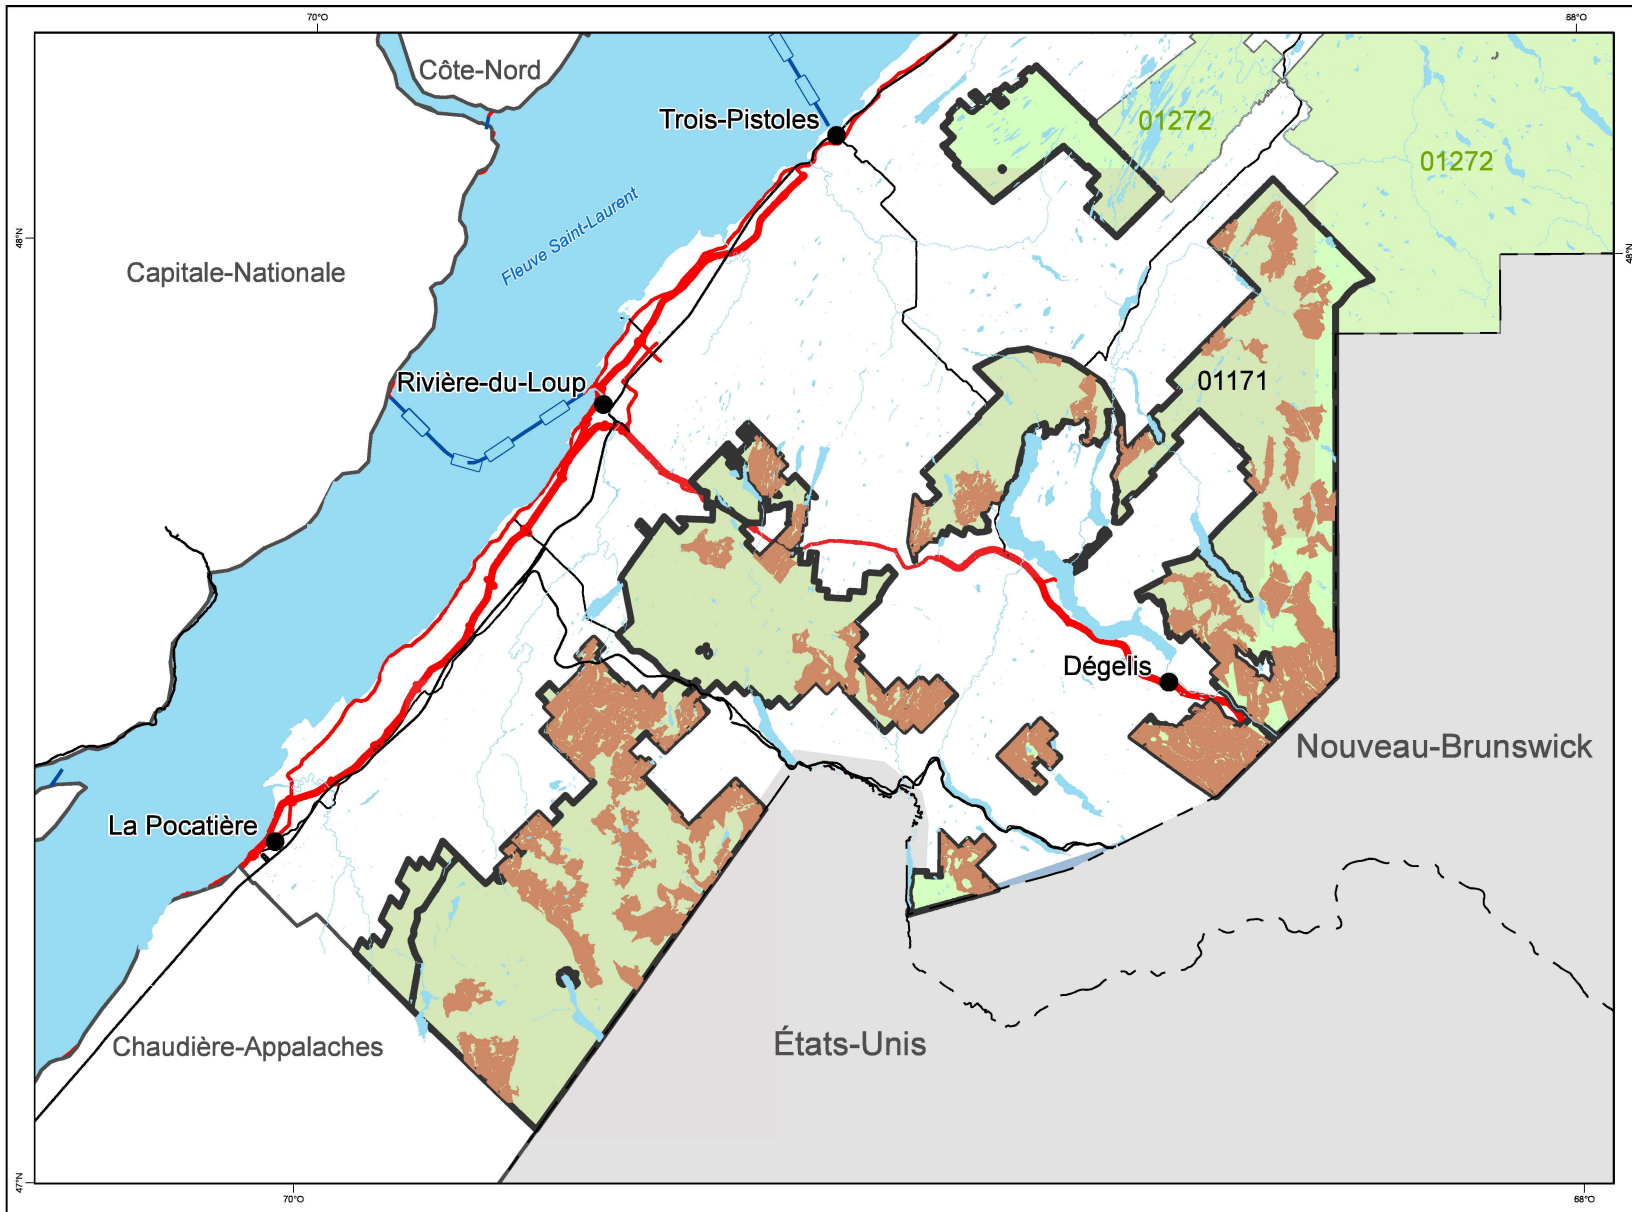 70°O
68°O
Côte-Nord
Trois-Pistoles
01272
01272
Fleuve Saint-Laurent
48°N
48°N
Capitale-Nationale
Rivière-du-Loup
01171
Dégelis
Nouveau-Brunswick
La Pocatière
États-Unis
Chaudière-Appalaches
47°N
70°O
68°O